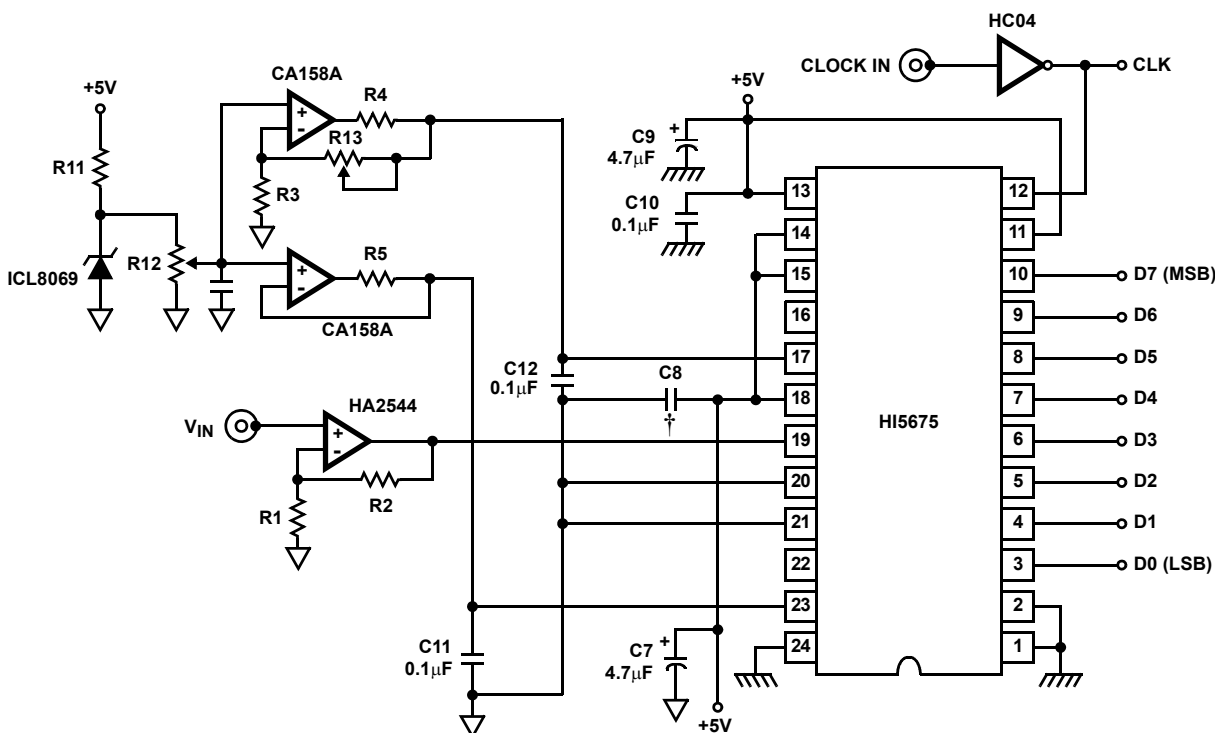 HC04
CLOCK IN
CLK
CA158A
+5V
R4
+5V
R13
C9
+
4.7µF
R11
R3
C10
0.1µF
13
12
14
11
ICL8069
R12
+
-
R5
CA158A
15
10
D7 (MSB)
16
9
D6
17
8
D5
C12
0.1µF
C8
†
18
7
D4
HA2544
VIN
+
-
19
6
D3
HI5675
R2
20
5
D2
R1
21
4
D1
22
3
D0 (LSB)
23
2
C11
0.1µF
C7
+
4.7µF
24
1
+5V
+
-